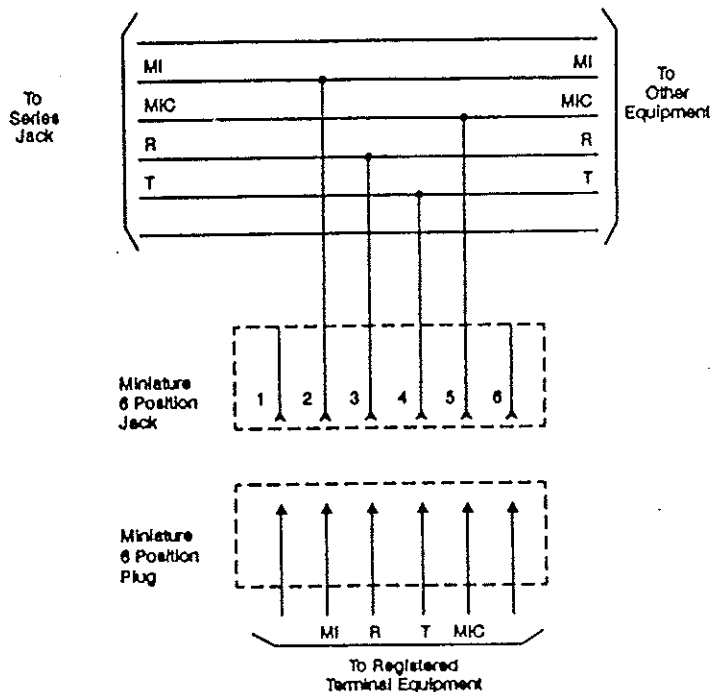 MI MI
To
Series
Jack
To
Other
Equipment
MIC MIC
R R
T T
Miniature
6 Position
Jack
1 2 3 4 5 6
Miniature
6 Position
Plug
MI R T MIC
To Registered
Terminal Equipment